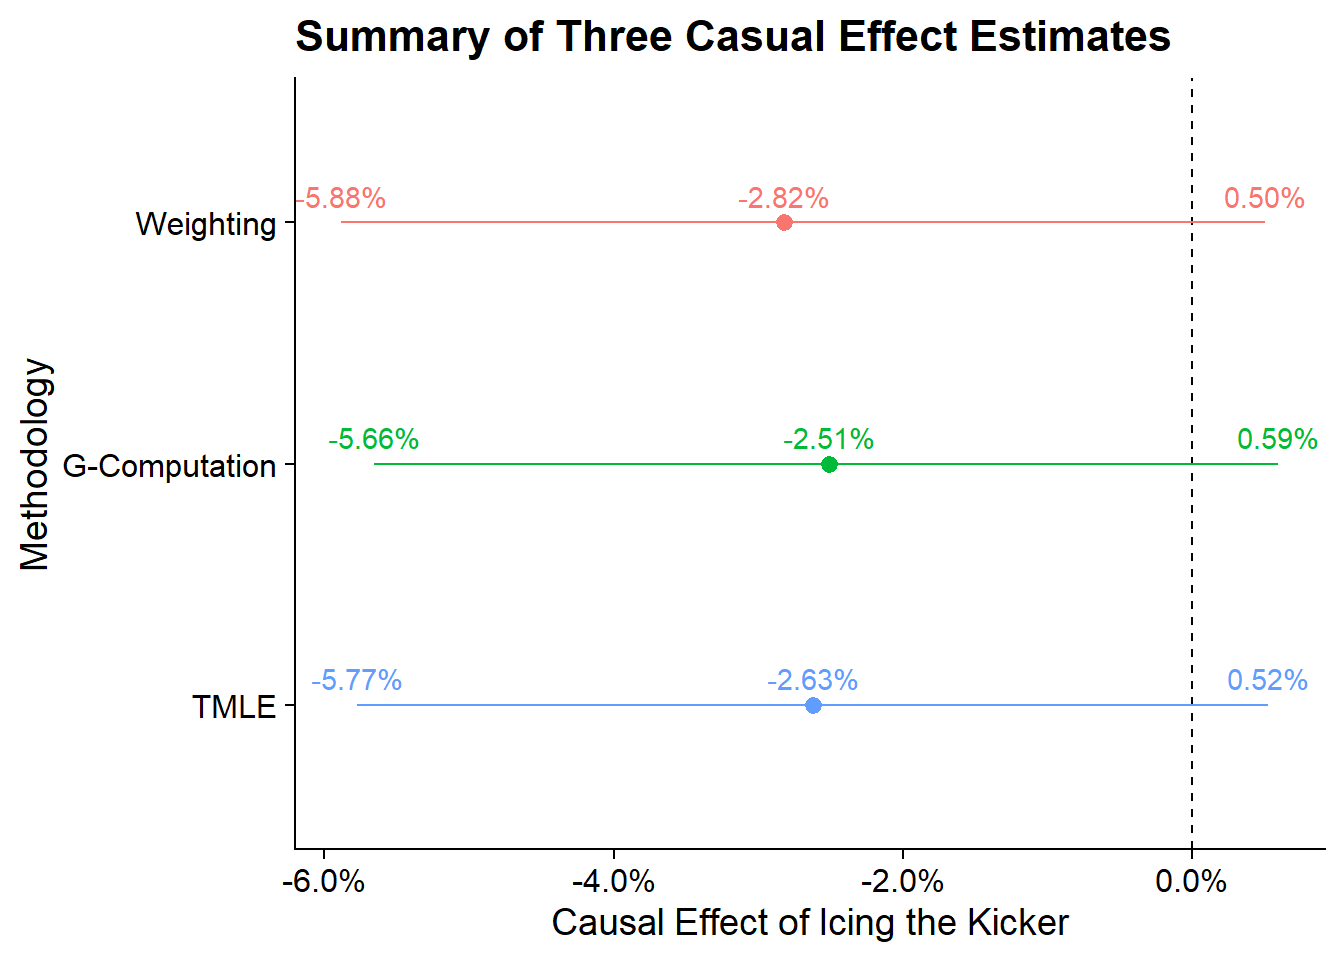 Summary of Three Casual Effect Estimates
-5.88% -2.82% 0.50%
Weighting
-5.66% -2.51% 0.59%
G-Computation
-5.77% -2.63% 0.52%
TMLE
Methodology
-6.0% -4.0% -2.0% 0.0%
Causal Effect of Icing the Kicker